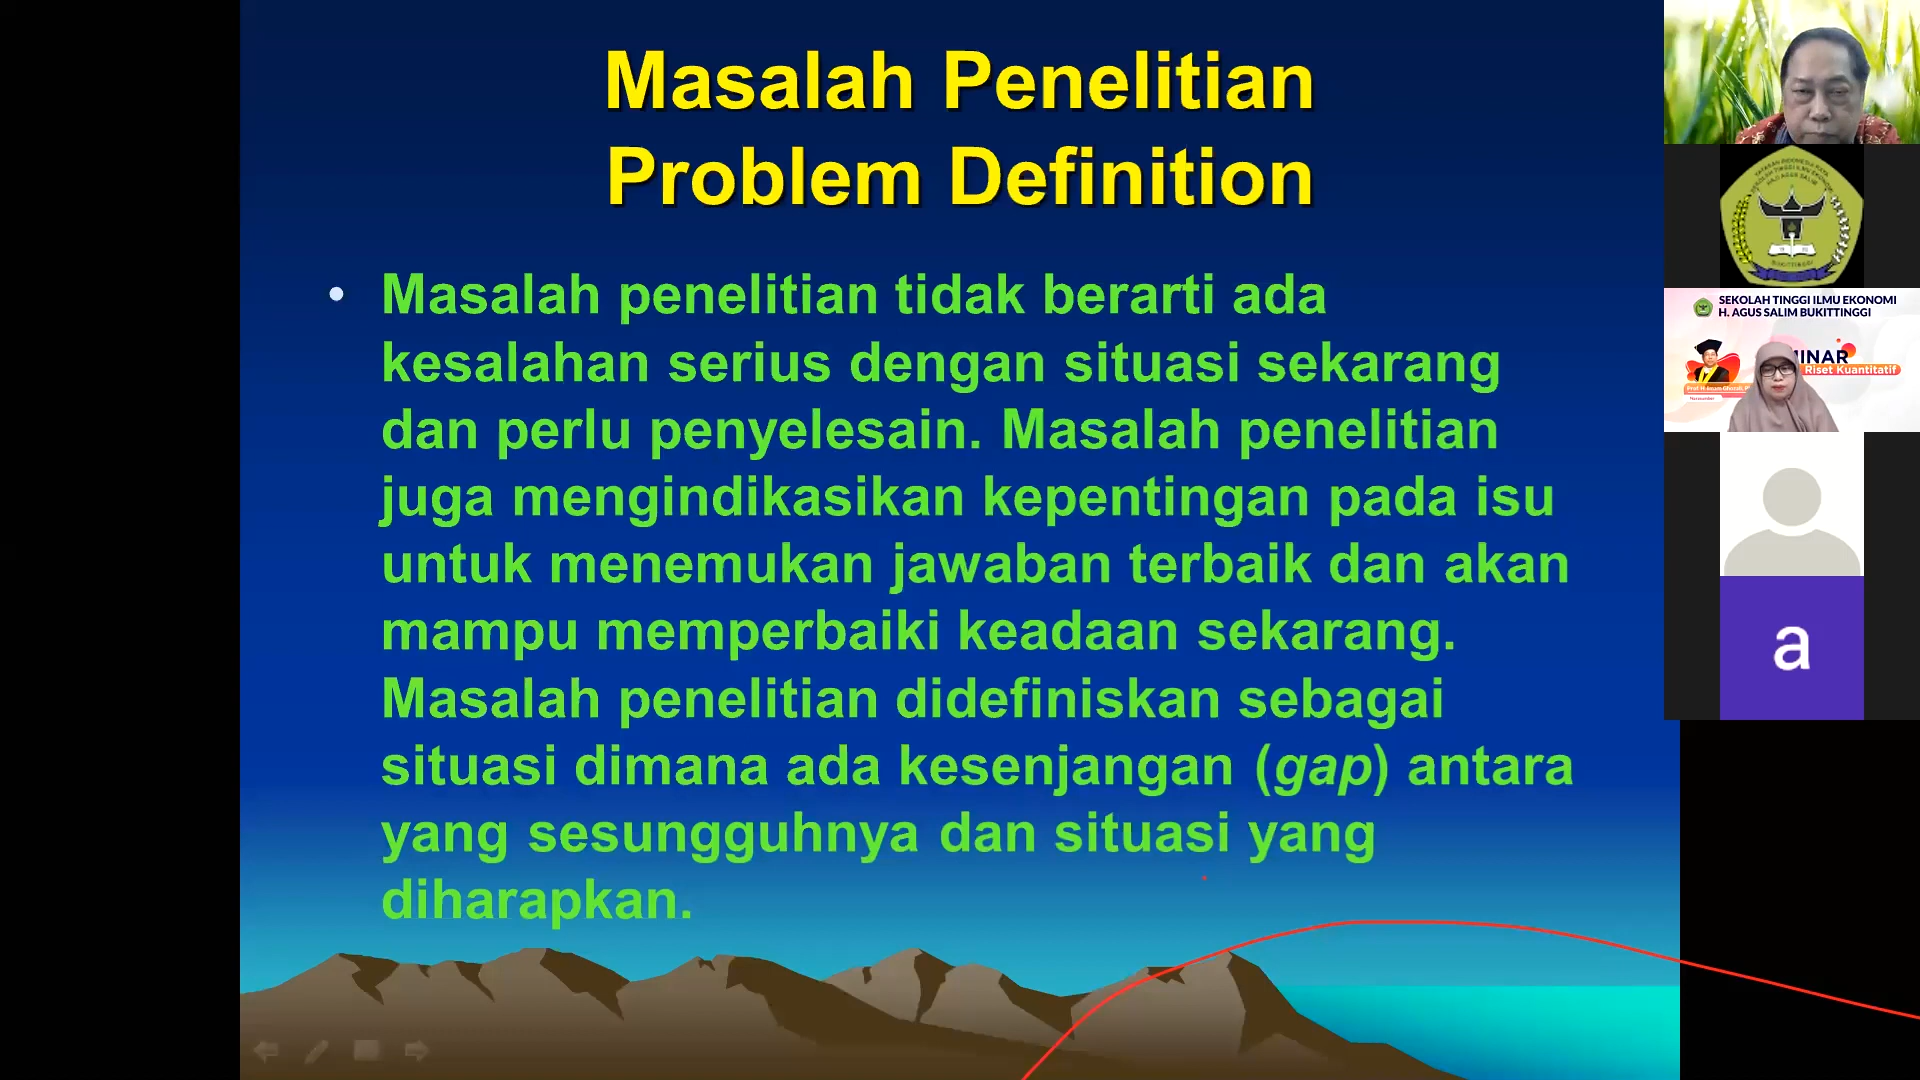 Masalah Penelitian
Problem Definition
• Masalah penelitian tidak berarti ada
kesalahan serius dengan situasi sekarang
dan perlu penyelesain. Masalah penelitian
juga mengindikasikan kepentingan pada isu
untuk menemukan jawaban terbaik dan akan
mampu memperbaiki keadaan sekarang.
Masalah penelitian didefiniskan sebagai
situasi dimana ada kesenjangan (gap) antara
yang sesungguhnya dan situasi yang
diharapkan.
SEKOLAH TINGGI ILMU EKONOMI
H. AGUS SALIM BUKITTINGGI
INAR
Riset Kuantitatif
a